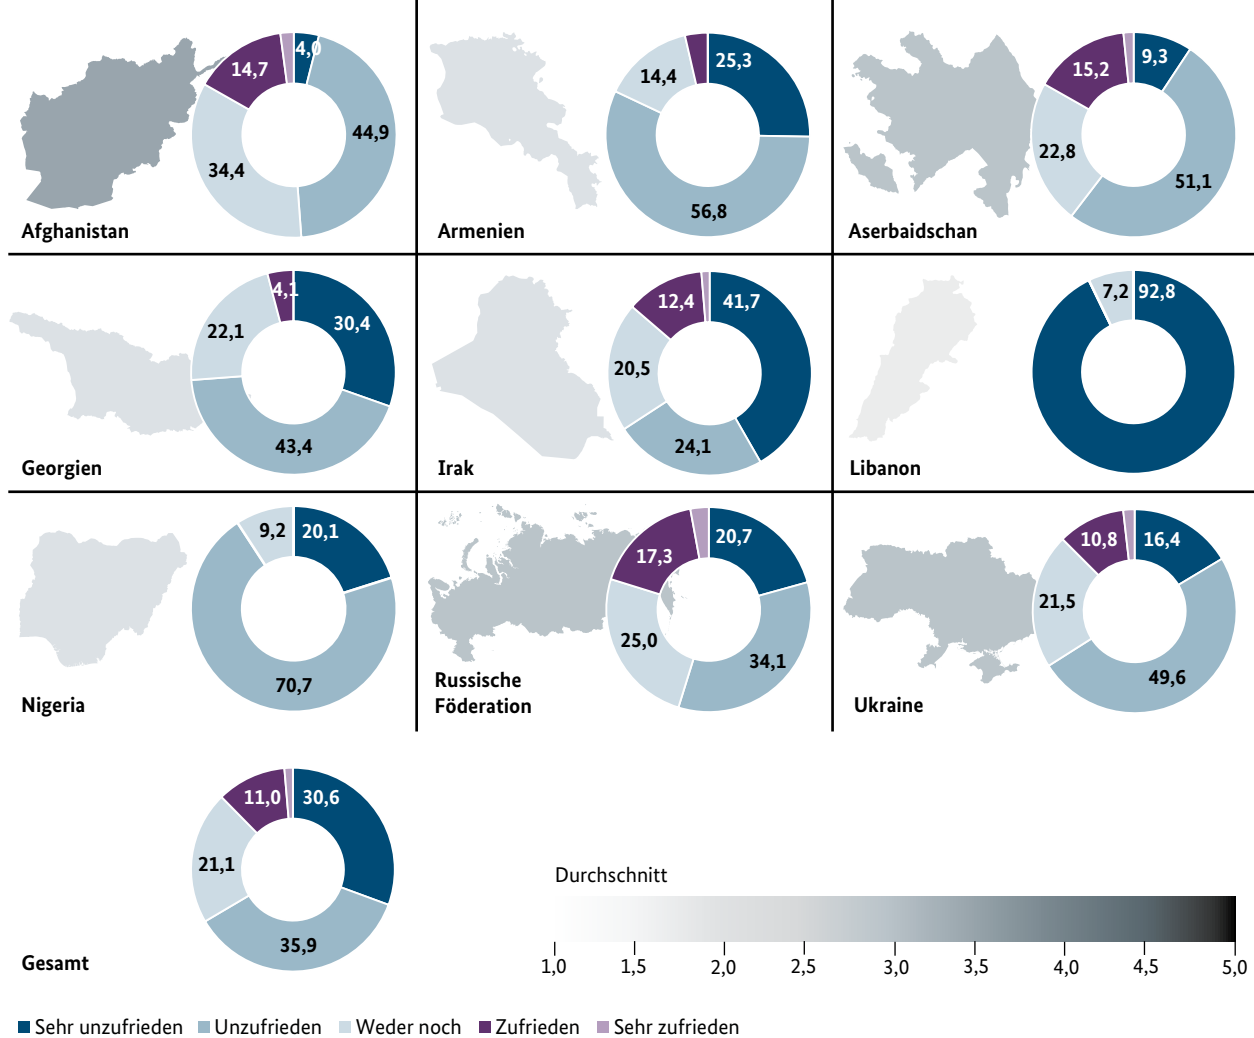 4,0
14,7
44,9
34,4
Afghanistan
25,3
14,4
56,8
Armenien
9,3
15,2
22,8
51,1
Aserbaidschan
4,1
30,4
22,1
43,4
Georgien
12,4
41,7
20,5
24,1
Irak
7,2
92,8
Libanon
9,2
20,1
70,7
Nigeria
20,7
17,3
25,0
34,1
Russische
Föderation
10,8
16,4
21,5
49,6
Ukraine
11,0
30,6
21,1
35,9
Gesamt
Durchschnitt
1,0 1,5 2,0 2,5 3,0 3,5 4,0 4,5 5,0
Sehr unzufrieden Unzufrieden Weder noch Zufrieden Sehr zufrieden